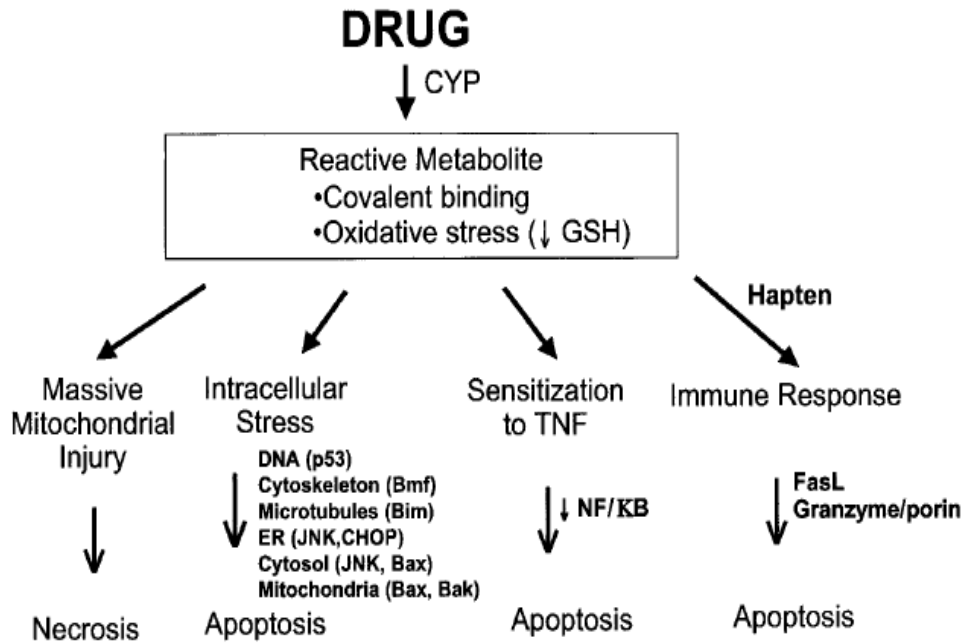 DRUG
CYP
Reactive Metabolite
•Covalent binding
•Oxidative stress (↓ GSH)
Hapten
Massive
Mitochondrial
Injury
Necrosis
Intracellular
Stress
DNA (p53)
Cytoskeleton (Bmf)
Microtubules (Bim)
ER (JNK,CHOP)
Cytosol (JNK, Bax)
Mitochondria (Bax, Bak)
Apoptosis
Sensitization
to TNF
↓ NF/KB
Apoptosis
Immune Response
FasL
Granzyme/porin
Apoptosis